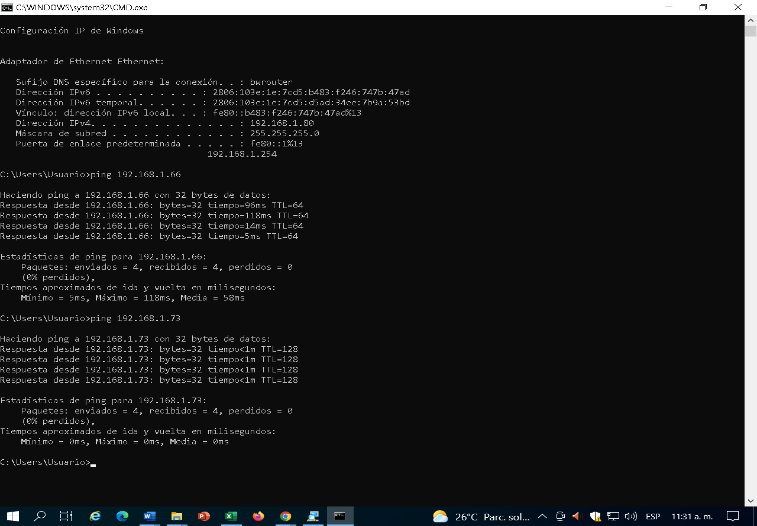 C:\WINDOWS\system32\CMD.exe
Configuración IP de Windows
Adaptador de Ethernet Ethernet:
Sufijo DNS específico para la conexión. . : bwrouter
Dirección IPv6 . . . . . . . . . . : 2806:103e:1e:7cd5:b483:f246:747b:47ad
Dirección IPv6 temporal. . . . . . : 2806:103e:1e:7cd5:d5ad:34ee:7b9a:53bd
Vínculo: dirección IPv6 local. . . : fe80::b483:f246:747b:47ad%13
Dirección IPv4. . . . . . . . . . . . . . : 192.168.1.80
Máscara de subred . . . . . . . . . . . . : 255.255.255.0
Puerta de enlace predeterminada . . . . . : fe80::1%13
192.168.1.254
C:\Users\Usuario>ping 192.168.1.66
Haciendo ping a 192.168.1.66 con 32 bytes de datos:
Respuesta desde 192.168.1.66: bytes=32 tiempo=96ms TTL=64
Respuesta desde 192.168.1.66: bytes=32 tiempo=118ms TTL=64
Respuesta desde 192.168.1.66: bytes=32 tiempo=14ms TTL=64
Respuesta desde 192.168.1.66: bytes=32 tiempo=5ms TTL=64
Estadísticas de ping para 192.168.1.66:
Paquetes: enviados = 4, recibidos = 4, perdidos = 0
(0% perdidos),
Tiempos aproximados de ida y vuelta en milisegundos:
Mínimo = 5ms, Máximo = 118ms, Media = 58ms
C:\Users\Usuario>ping 192.168.1.73
Haciendo ping a 192.168.1.73 con 32 bytes de datos:
Respuesta desde 192.168.1.73: bytes=32 tiempo<1m TTL=128
Respuesta desde 192.168.1.73: bytes=32 tiempo<1m TTL=128
Respuesta desde 192.168.1.73: bytes=32 tiempo<1m TTL=128
Respuesta desde 192.168.1.73: bytes=32 tiempo<1m TTL=128
Estadísticas de ping para 192.168.1.73:
Paquetes: enviados = 4, recibidos = 4, perdidos = 0
(0% perdidos),
Tiempos aproximados de ida y vuelta en milisegundos:
Mínimo = 0ms, Máximo = 0ms, Media = 0ms
C:\Users\Usuario>
26°C Parc. sol... ESP 11:31 a. m.